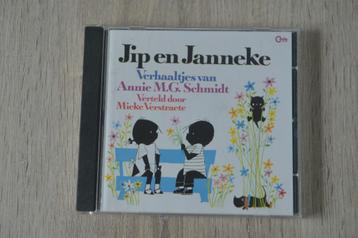 Jip en Janneke
Verhaaltjes van
Annie M.G. Schmidt
Verteld door
Mieke Verstraete